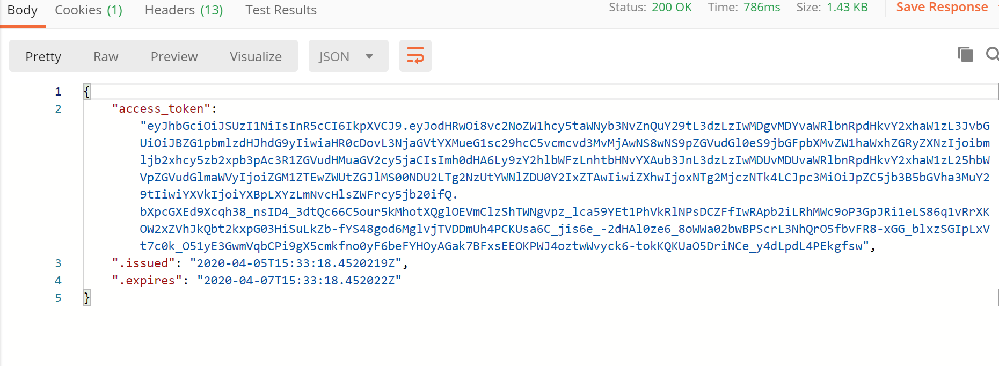 Body Cookies (1) Headers (13) Test Results Status: 200 OK Time: 786ms Size: 1.43 KB Save Response
Pretty Raw Preview Visualize JSON
1 {
2 "access_token":
"eyJhbGciOiJSUzI1NiIsInR5cCI6IkpXVCJ9.eyJodHRwOi8vc2NoZW1hcy5taWNyb3NvZnQuY29tL3dzLzIwMDgvMDYvaWRlbnRpdHkvY2xhaW1zL3JvbG
UiOiJBZG1pbmlzdHJhdG9yIiwiaHR0cDovL3NjaGVtYXMueG1sc29hcC5vcmcvd3MvMjAwNS8wNS9pZGVudGl0eS9jbGFpbXMvZW1haWxhZGRyZXNzIjoibm
ljb2xhcy5zb2xpb3pAc3R1ZGVudHMuaGV2cy5jaCIsImh0dHA6Ly9zY2hlbWFzLnhtbHNvYXAub3JnL3dzLzIwMDUvMDUvaWRlbnRpdHkvY2xhaW1zL25hbW
VpZGVudGlmaWVyIjoiZGM1ZTEwZWUtZGJlMS00NDU2LTg2NzUtYWNlZDU0Y2IxZTAwIiwiZXhwIjoxNTg2MjczNTk4LCJpc3MiOiJpZC5jb3B5bGVha3MuY2
9tIiwiYXVkIjoiYXBpLXYzLmNvcHlsZWFrcy5jb20ifQ.
bXpcGXEd9Xcqh38_nsID4_3dtQc66C5our5kMhotXQglOEVmClzShTWNgvpz_lca59YEt1PhVkRlNPsDCZFfIwRApb2iLRhMWc9oP3GpJRi1eLS86q1vRrXK
OW2xZVhJkQbt2kxpG03HiSuLkZb-fYS48god6MglvjTVDDmUh4PCKUsa6C_jis6e_-2dHAl0ze6_8oWWa02bwBPScrL3NhQrO5fbvFR8-xGG_blxzSGIpLxV
t7c0k_O51yE3GwmVqbCPi9gX5cmkfno0yF6beFYHOyAGak7BFxsEEOKPWJ4oztwWvyck6-tokKQKUaO5DriNCe_y4dLpdL4PEkgfsw",
3 ".issued": "2020-04-05T15:33:18.4520219Z",
4 ".expires": "2020-04-07T15:33:18.452022Z"
5 }